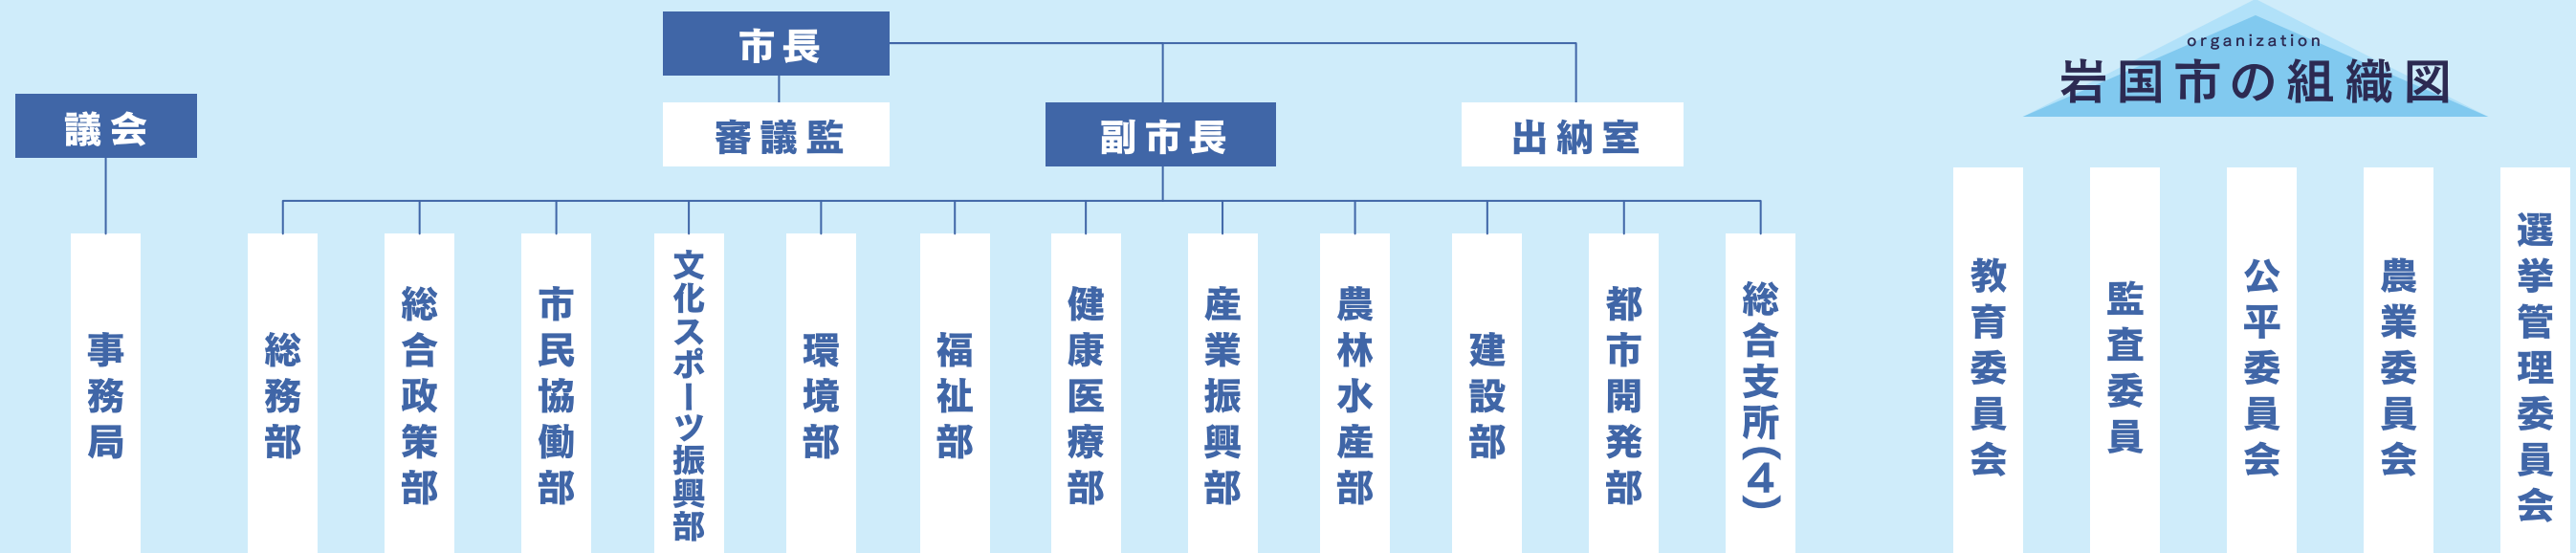 organization
岩国市の組織図
市長
議会
審議監
副市長
出納室
事務局
総務部
総合政策部
市民協働部
文化スポーツ振興部
環境部
福祉部
健康医療部
産業振興部
農林水産部
建設部
都市開発部
総合支所(4)
教育委員会
監査委員
公平委員会
農業委員会
選挙管理委員会